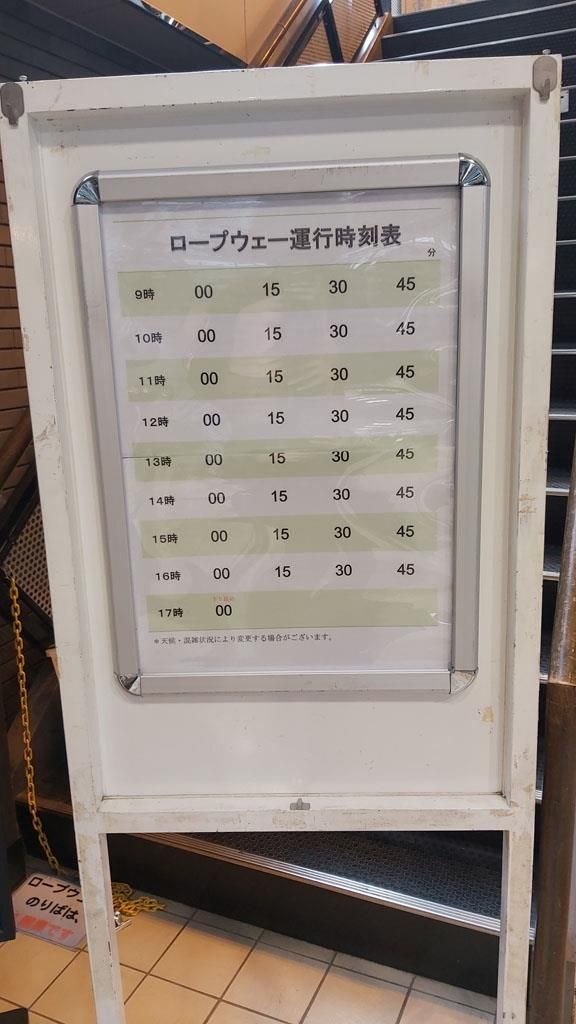 ロープウェー運行時刻表
分
9時 00 15 30 45
10時 00 15 30 45
11時 00 15 30 45
12時 00 15 30 45
13時 00 15 30 45
14時 00 15 30 45
15時 00 15 30 45
16時 00 15 30 45
17時 00
＊天候・混雑状況により変更する場合がございます。
ロープウ
のりばは、
です